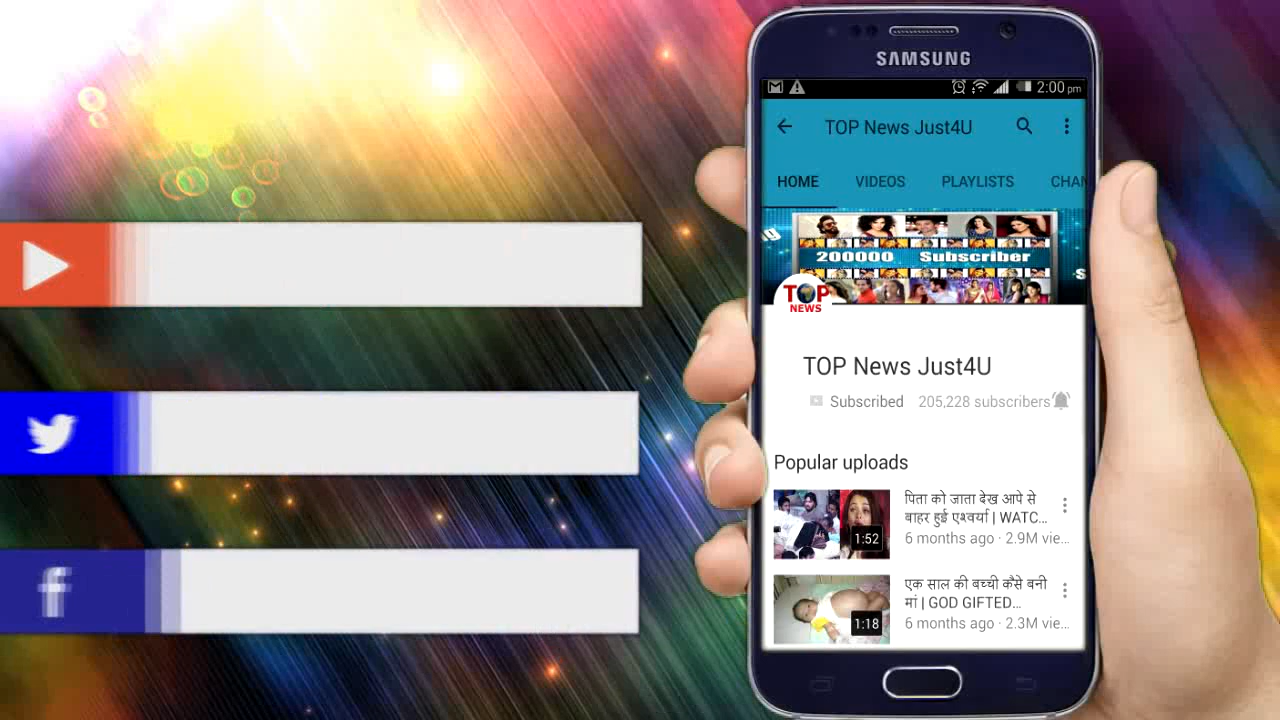 SAMSUNG
2:00 pm
TOP News Just4U
HOME VIDEOS PLAYLISTS CHAN
200000 Subscriber
TOP
NEWS
TOP News Just4U
Subscribed 205,228 subscribers
Popular uploads
पिता को जाता देख आपे से
बाहर हुई एश्वर्या | WATC...
6 months ago · 2.9M vie...
1:52
एक साल की बच्ची कैसे बनी
मां | GOD GIFTED...
6 months ago · 2.3M vie...
1:18